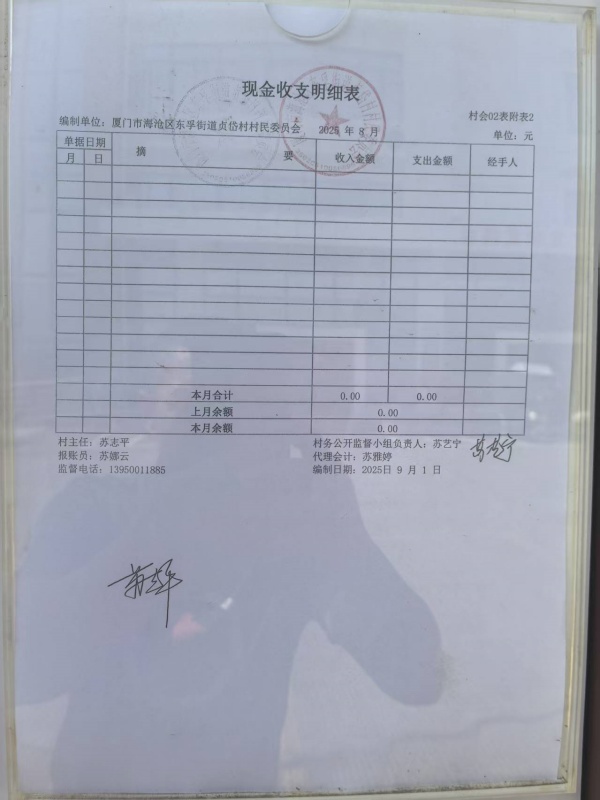 现金收支明细表
村会02表附表2
编制单位：厦门市海沧区东孚街道贞岱村村民委员会 2025 年 8 月 单位：元
单据日期 摘 要 收入金额 支出金额 经手人
月 日
本月合计 0.00 0.00
上月余额 0.00
本月余额 0.00
村主任：苏志平 村务公开监督小组负责人：苏艺宁 苏艺宁
报账员：苏娜云 代理会计：苏雅婷
监督电话：13950011885 编制日期：2025日 9 月 1 日